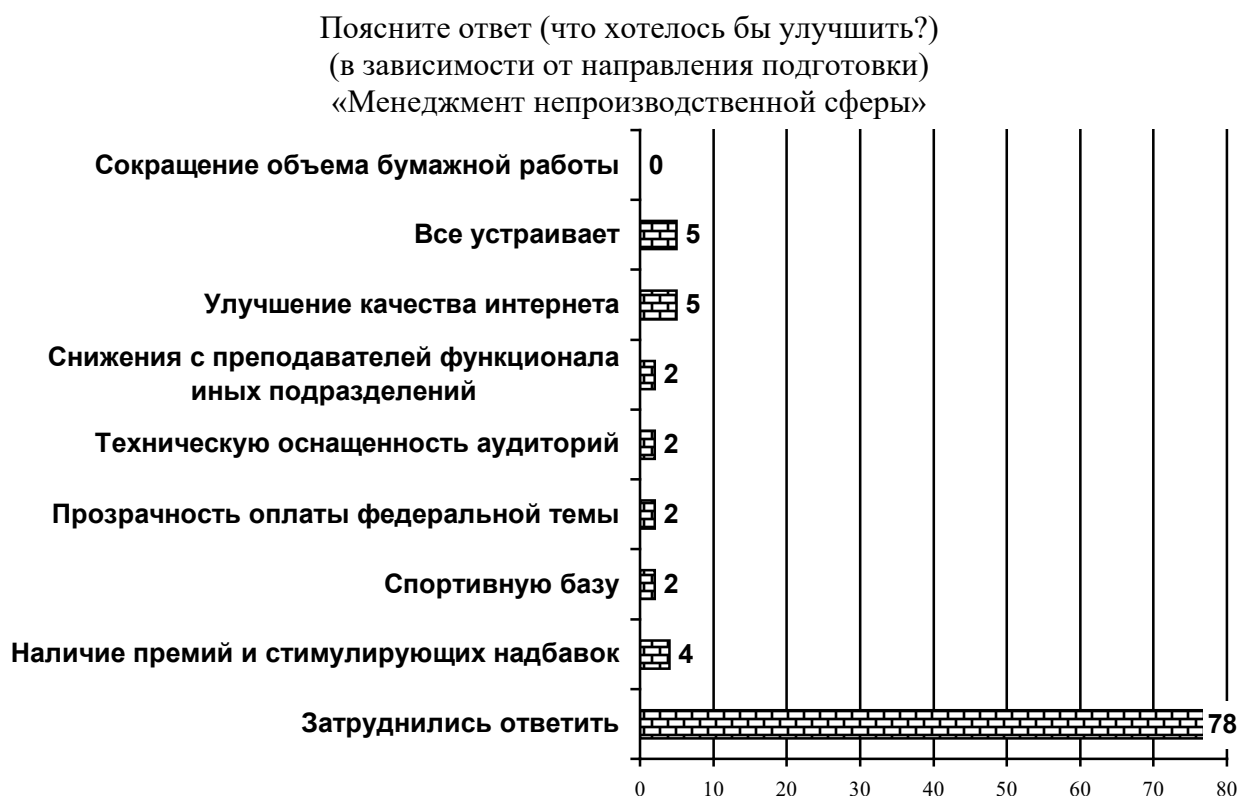 Поясните ответ (что хотелось бы улучшить?)
(в зависимости от направления подготовки)
«Менеджмент непроизводственной сферы»
Сокращение объема бумажной работы 0
Все устраивает 5
Улучшение качества интернета 5
Снижения с преподавателей функционала
иных подразделений 2
Техническую оснащенность аудиторий 2
Прозрачность оплаты федеральной темы 2
Спортивную базу 2
Наличие премий и стимулирующих надбавок 4
Затруднились ответить 78
0 10 20 30 40 50 60 70 80